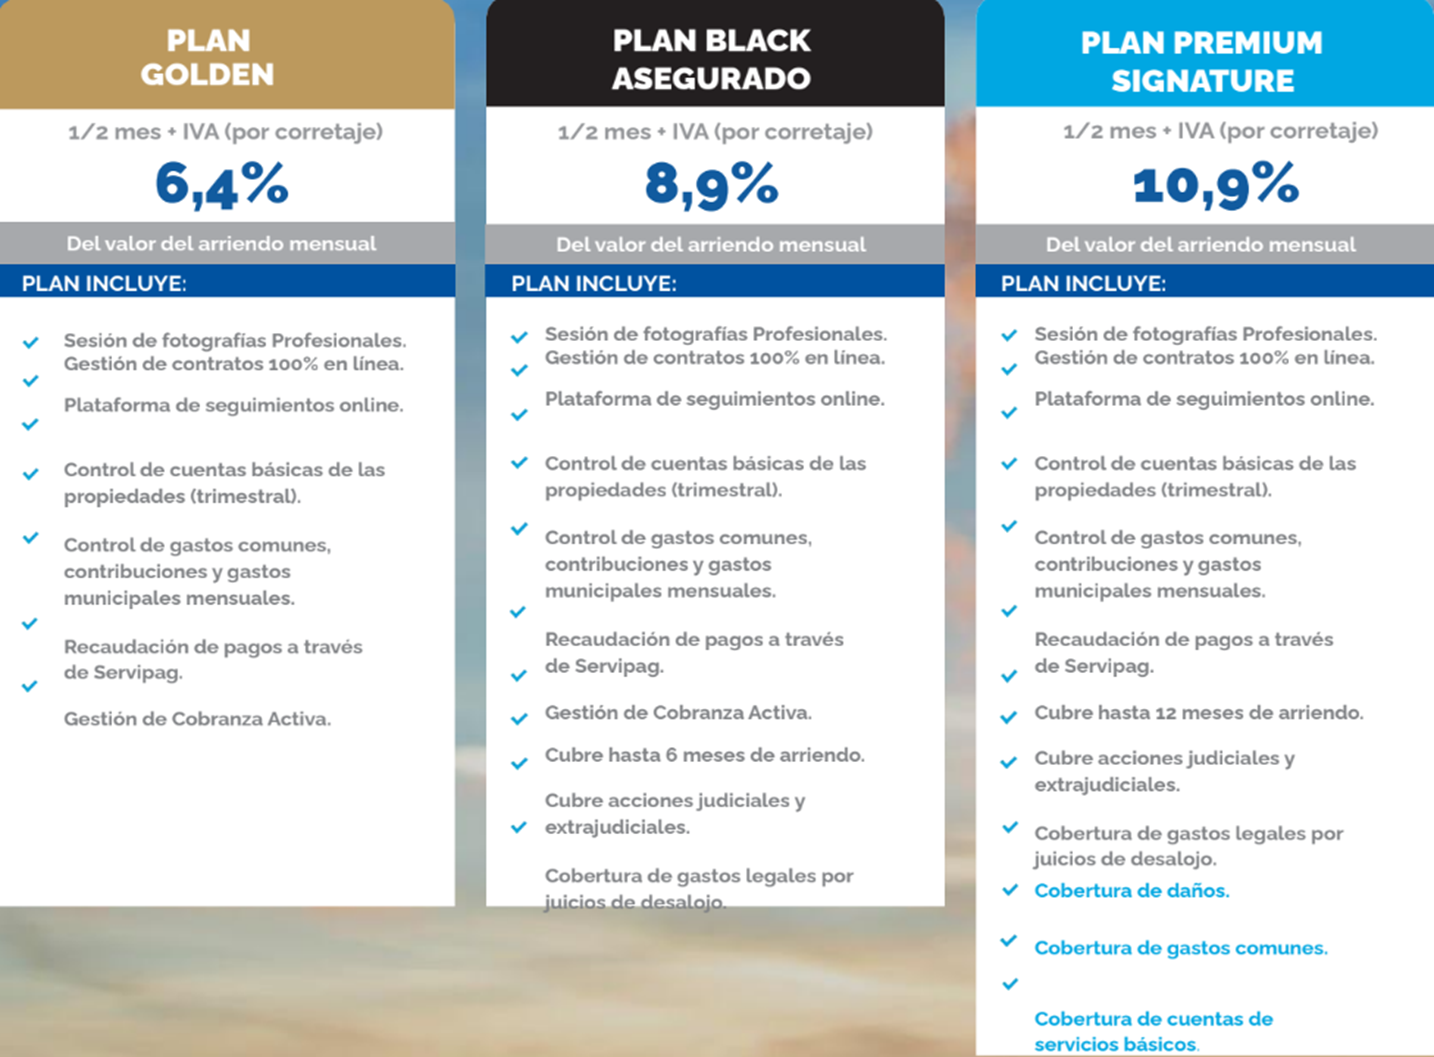 PLAN
GOLDEN
1/2 mes + IVA (por corretaje)
6,4%
Del valor del arriendo mensual
PLAN INCLUYE:
Sesión de fotografías Profesionales.
Gestión de contratos 100% en línea.
Plataforma de seguimientos online.
Control de cuentas básicas de las
propiedades (trimestral).
Control de gastos comunes,
contribuciones y gastos
municipales mensuales.
Recaudación de pagos a través
de Servipag.
Gestión de Cobranza Activa.
PLAN BLACK
ASEGURADO
1/2 mes + IVA (por corretaje)
8,9%
Del valor del arriendo mensual
PLAN INCLUYE:
Sesión de fotografías Profesionales.
Gestión de contratos 100% en línea.
Plataforma de seguimientos online.
Control de cuentas básicas de las
propiedades (trimestral).
Control de gastos comunes,
contribuciones y gastos
municipales mensuales.
Recaudación de pagos a través
de Servipag.
Gestión de Cobranza Activa.
Cubre hasta 6 meses de arriendo.
Cubre acciones judiciales y
extrajudiciales.
Cobertura de gastos legales por
juicios de desalojo.
PLAN PREMIUM
SIGNATURE
1/2 mes + IVA (por corretaje)
10,9%
Del valor del arriendo mensual
PLAN INCLUYE:
Sesión de fotografías Profesionales.
Gestión de contratos 100% en línea.
Plataforma de seguimientos online.
Control de cuentas básicas de las
propiedades (trimestral).
Control de gastos comunes,
contribuciones y gastos
municipales mensuales.
Recaudación de pagos a través
de Servipag.
Cubre hasta 12 meses de arriendo.
Cubre acciones judiciales y
extrajudiciales.
Cobertura de gastos legales por
juicios de desalojo.
Cobertura de daños.
Cobertura de gastos comunes.
Cobertura de cuentas de
servicios básicos.